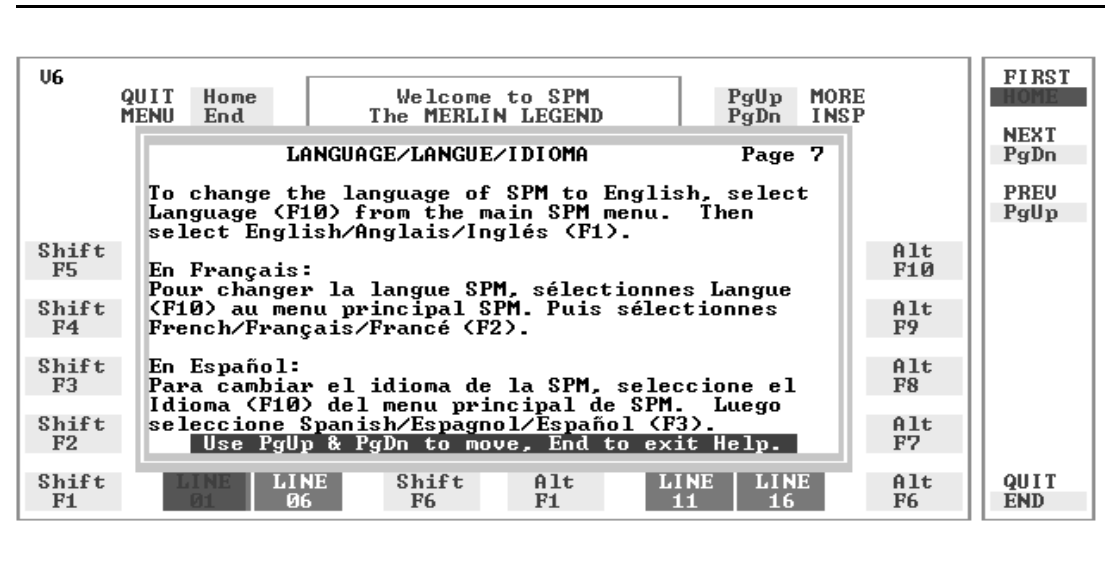 V6
QUIT Home Welcome to SPM PgUp MORE
MENU End The MERLIN LEGEND PgDn INSP
LANGUAGE/LANGUE/IDIOMA Page 7
To change the language of SPM to English, select
Language (F10) from the main SPM menu. Then
select English/Anglais/Inglés (F1).
En Français:
Pour changer la langue SPM, sélectionnes Langue
(F10) au menu principal SPM. Puis sélectionnes
French/Français/Francé (F2).
En Español:
Para cambiar el idioma de la SPM, seleccione el
Idioma (F10) del menu principal de SPM. Luego
seleccione Spanish/Espagnol/Español (F3).
Use PgUp & PgDn to move, End to exit Help.
Shift
F5
Shift
F4
Shift
F3
Shift
F2
Shift
F1
LINE
01
LINE
06
Shift
F6
Alt
F1
LINE
11
LINE
16
Alt
F10
Alt
F9
Alt
F8
Alt
F7
Alt
F6
FIRST
HOME
NEXT
PgDn
PREV
PgUp
QUIT
END